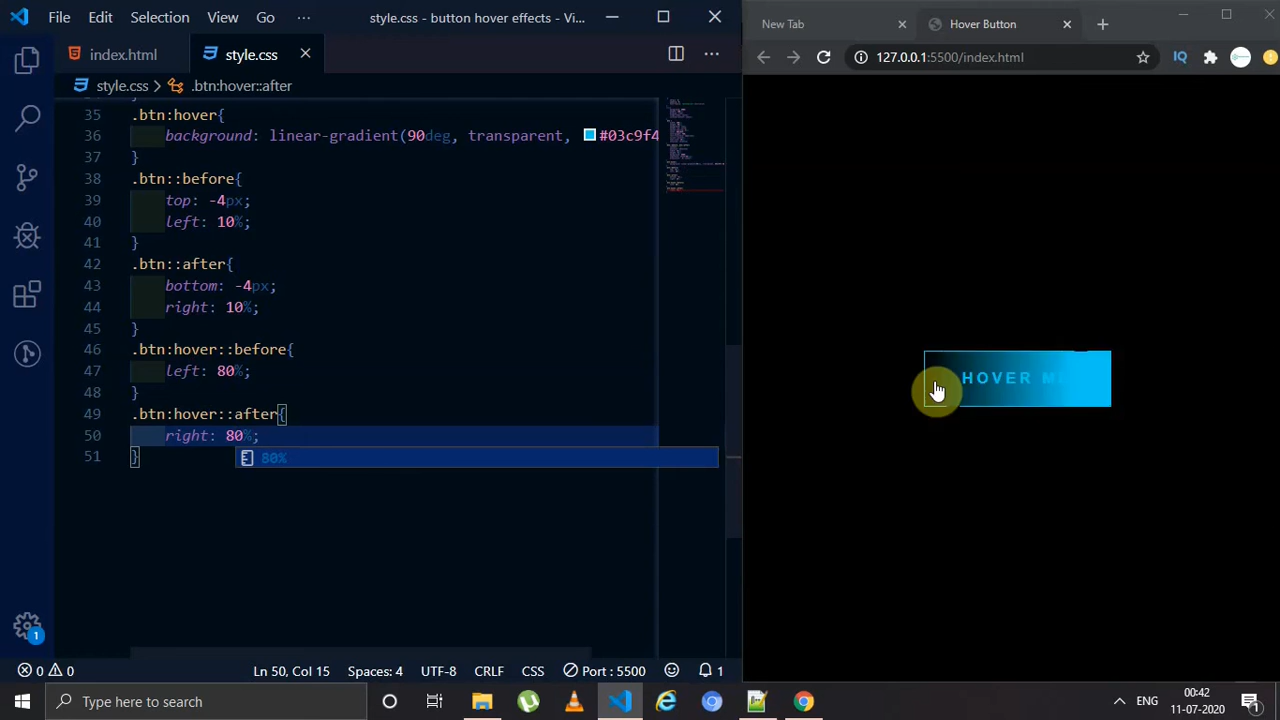 File Edit Selection View Go ··· style.css - button hover effects - Vi...
New Tab
Hover Button
index.html
style.css
127.0.0.1:5500/index.html
style.css > .btn:hover::after
35 .btn:hover{
36 background: linear-gradient(90deg, transparent, #03c9f4
37 }
38 .btn::before{
39 top: -4px;
40 left: 10%;
41 }
42 .btn::after{
43 bottom: -4px;
44 right: 10%;
45 }
46 .btn:hover::before{
47 left: 80%;
48 }
49 .btn:hover::after{
50 right: 80%;
51 }
80%
HOVER M
1
0 0 Ln 50, Col 15 Spaces: 4 UTF-8 CRLF CSS Port : 5500 1
Type here to search
ENG
00:42
11-07-2020
1